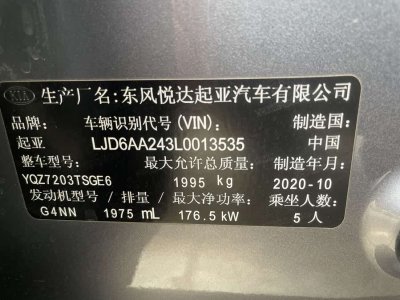 KIA 生产厂名:东风悦达起亚汽车有限公司
品牌: 车辆识别代号(VIN): 制造国:
起亚 LJD6AA243L0013535 中国
整车型号: 最大允许总质量: 制造年月:
YQZ7203TSGE6 1995 kg 2020-10
发动机型号 / 排量 / 最大净功率: 乘坐人数:
G4NN 1975 mL 176.5 kW 5 人